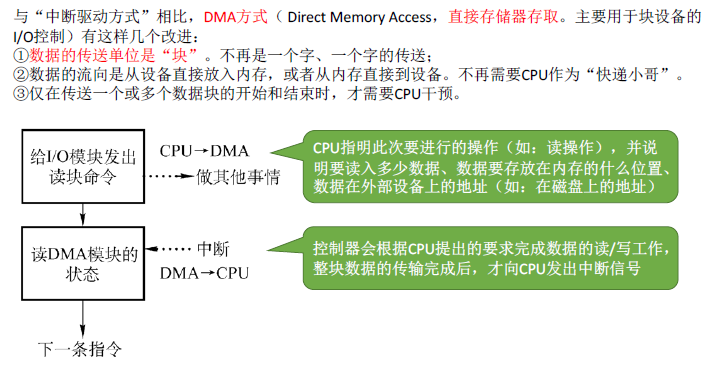 与“中断驱动方式”相比，DMA方式（ Direct Memory Access，直接存储器存取。主要用于块设备的
I/O控制）有这样几个改进：
①数据的传送单位是“块”。不再是一个字、一个字的传送；
②数据的流向是从设备直接放入内存，或者从内存直接到设备。不再需要CPU作为“快递小哥”。
③仅在传送一个或多个数据块的开始和结束时，才需要CPU干预。
给I/O模块发出
读块命令
CPU→DMA
做其他事情
CPU指明此次要进行的操作（如：读操作），并说
明要读入多少数据、数据要存放在内存的什么位置、
数据在外部设备上的地址（如：在磁盘上的地址）
读DMA模块的
状态
中断
DMA→CPU
控制器会根据CPU提出的要求完成数据的读/写工作，
整块数据的传输完成后，才向CPU发出中断信号
下一条指令